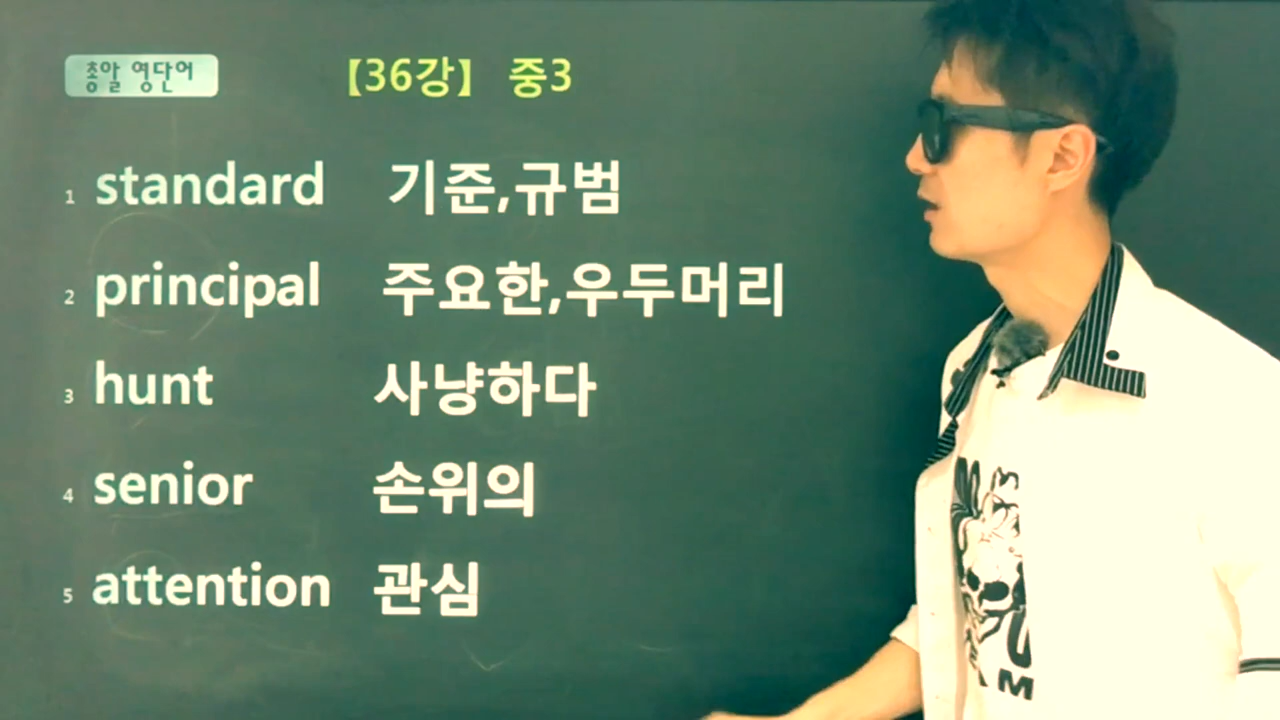 총알 영단어 【36강】 중3
1 standard 기준,규범
2 principal 주요한,우두머리
3 hunt 사냥하다
4 senior 손위의
5 attention 관심